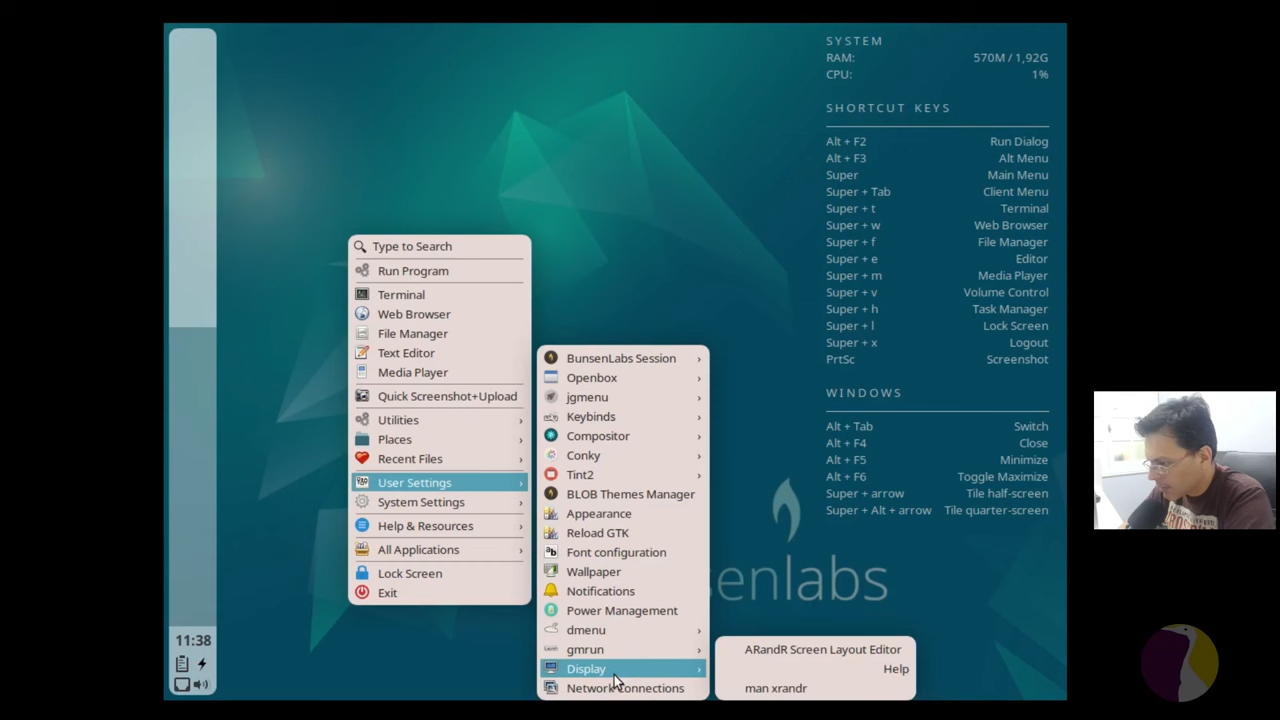 SYSTEM
RAM: 570M / 1,92G
CPU: 1%
SHORTCUT KEYS
Alt + F2 Run Dialog
Alt + F3 Alt Menu
Super Main Menu
Super + Tab Client Menu
Super + t Terminal
Super + w Web Browser
Super + f File Manager
Super + e Editor
Super + m Media Player
Super + v Volume Control
Super + h Task Manager
Super + l Lock Screen
Super + x Logout
PrtSc Screenshot
WINDOWS
Alt + Tab Switch
Alt + F4 Close
Alt + F5 Minimize
Alt + F6 Toggle Maximize
Super + arrow Tile half-screen
Super + Alt + arrow Tile quarter-screen
Type to Search
Run Program
Terminal
Web Browser
File Manager
Text Editor
Media Player
Quick Screenshot+Upload
Utilities
Places
Recent Files
User Settings
System Settings
Help & Resources
All Applications
Lock Screen
Exit
BunsenLabs Session
Openbox
jgmenu
Keybinds
Compositor
Conky
Tint2
BLOB Themes Manager
Appearance
Reload GTK
Font configuration
Wallpaper
Notifications
Power Management
dmenu
gmrun
Display
Network Connections
ARandR Screen Layout Editor
Help
man xrandr
senlabs
11:38